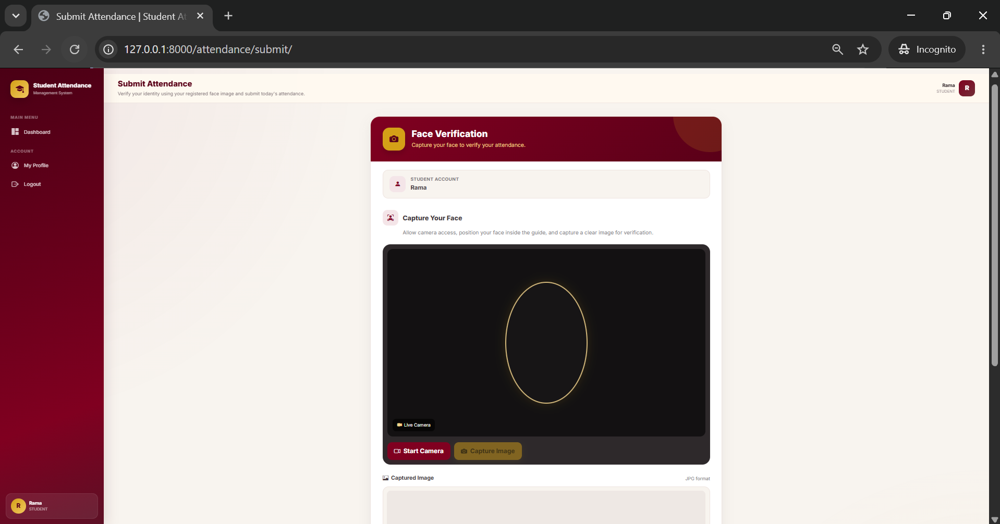 Submit Attendance | Student At
127.0.0.1:8000/attendance/submit/
Incognito
Student Attendance
Management System
MAIN MENU
Dashboard
ACCOUNT
My Profile
Logout
R
Rama
STUDENT
Submit Attendance
Verify your identity using your registered face image and submit today's attendance.
Rama
STUDENT
R
Face Verification
Capture your face to verify your attendance.
STUDENT ACCOUNT
Rama
Capture Your Face
Allow camera access, position your face inside the guide, and capture a clear image for verification.
Live Camera
Start Camera
Capture Image
Captured Image
JPG format